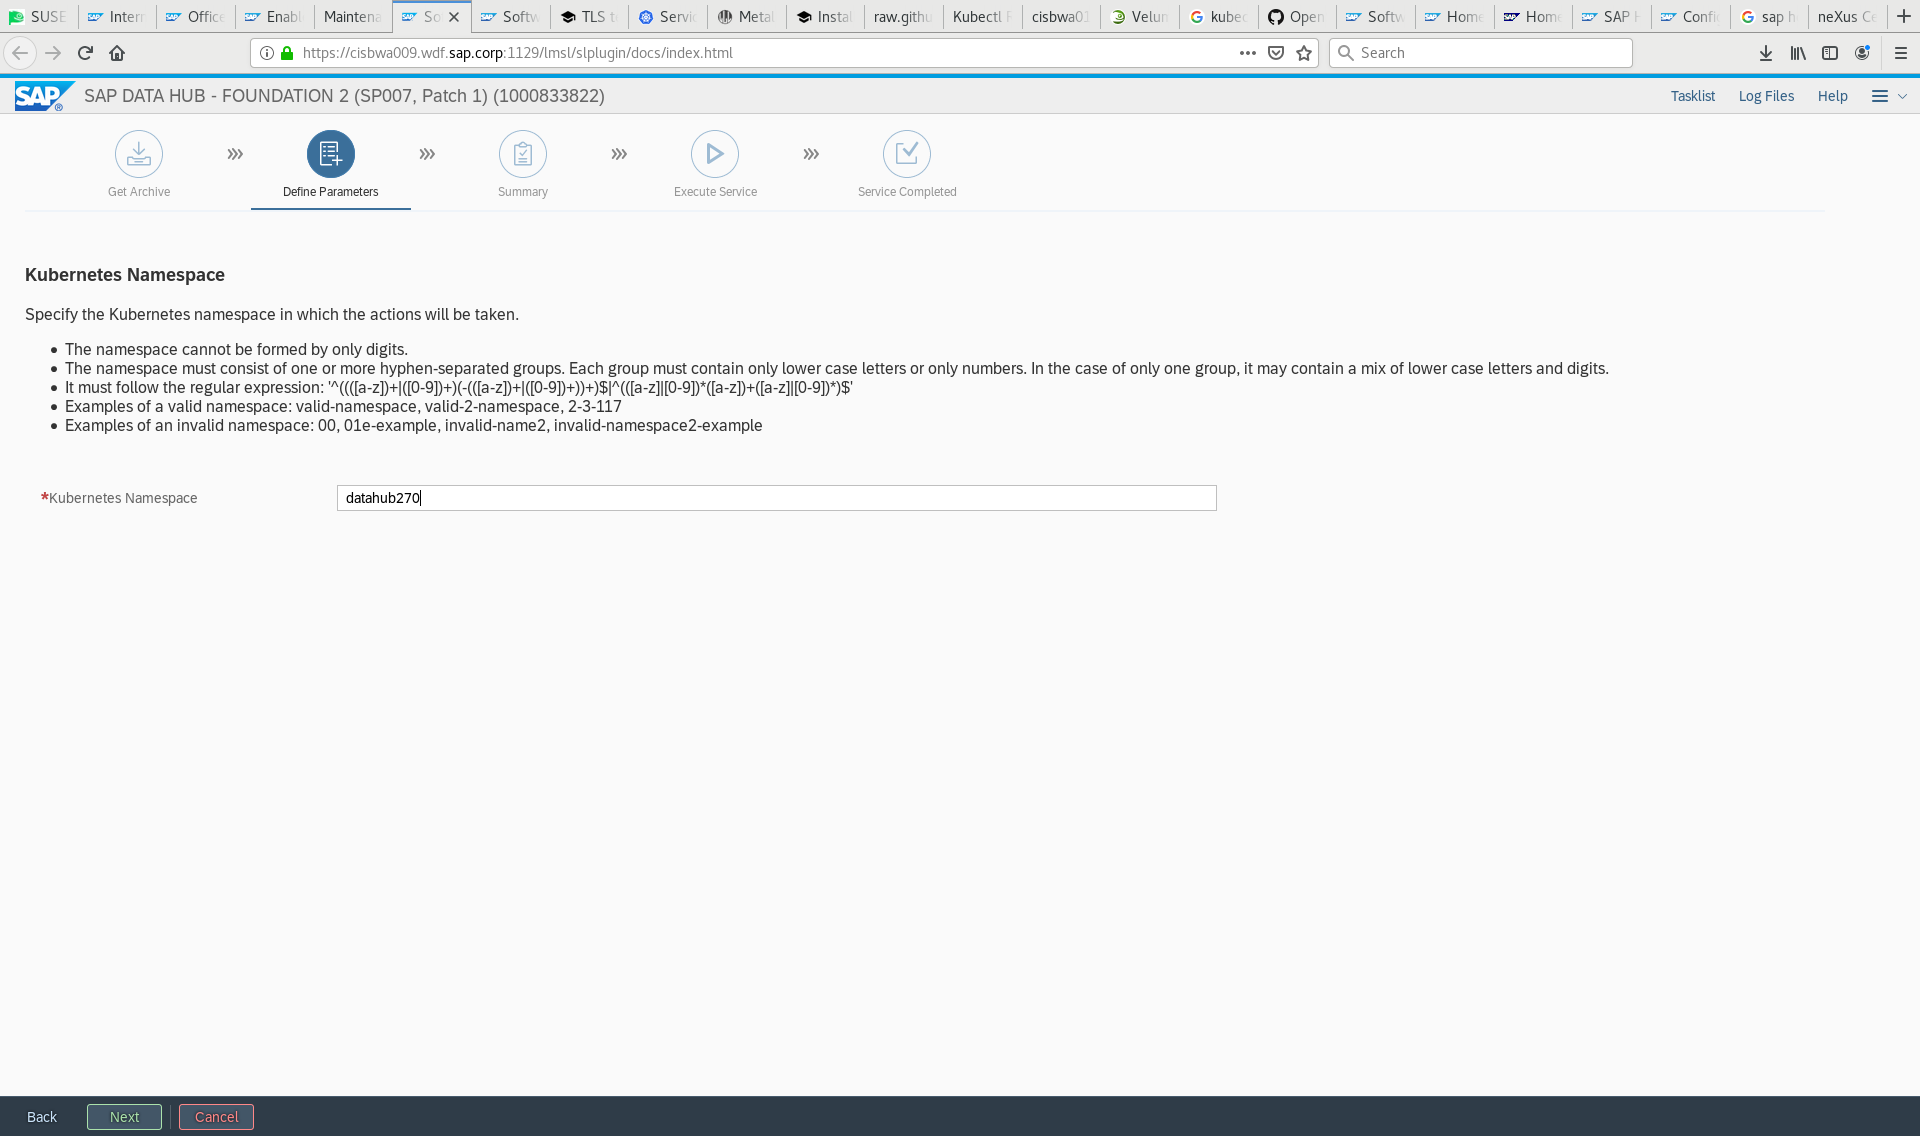 SUSE Intern Office Enabl Maintena So Softw TLS t Servic Metal Instal raw.githu Kubectl cisbwa01 Velum kubec Open Softw Home Home SAP Confi sap h neXus Ce
https://cisbwa009.wdf.sap.corp:1129/lmsl/slplugin/docs/index.html Search
SAP SAP DATA HUB - FOUNDATION 2 (SP007, Patch 1) (1000833822) Tasklist Log Files Help
Get Archive Define Parameters Summary Execute Service Service Completed
Kubernetes Namespace
Specify the Kubernetes namespace in which the actions will be taken.
• The namespace cannot be formed by only digits.
• The namespace must consist of one or more hyphen-separated groups. Each group must contain only lower case letters or only numbers. In the case of only one group, it may contain a mix of lower case letters and digits.
• It must follow the regular expression: '^((([a-z])+|([0-9])+)(-(([a-z])+|([0-9])+))+)$|^(([a-z]|[0-9])*([a-z])+([a-z]|[0-9])*)$'
• Examples of a valid namespace: valid-namespace, valid-2-namespace, 2-3-117
• Examples of an invalid namespace: 00, 01e-example, invalid-name2, invalid-namespace2-example
*Kubernetes Namespace datahub270
Back Next Cancel